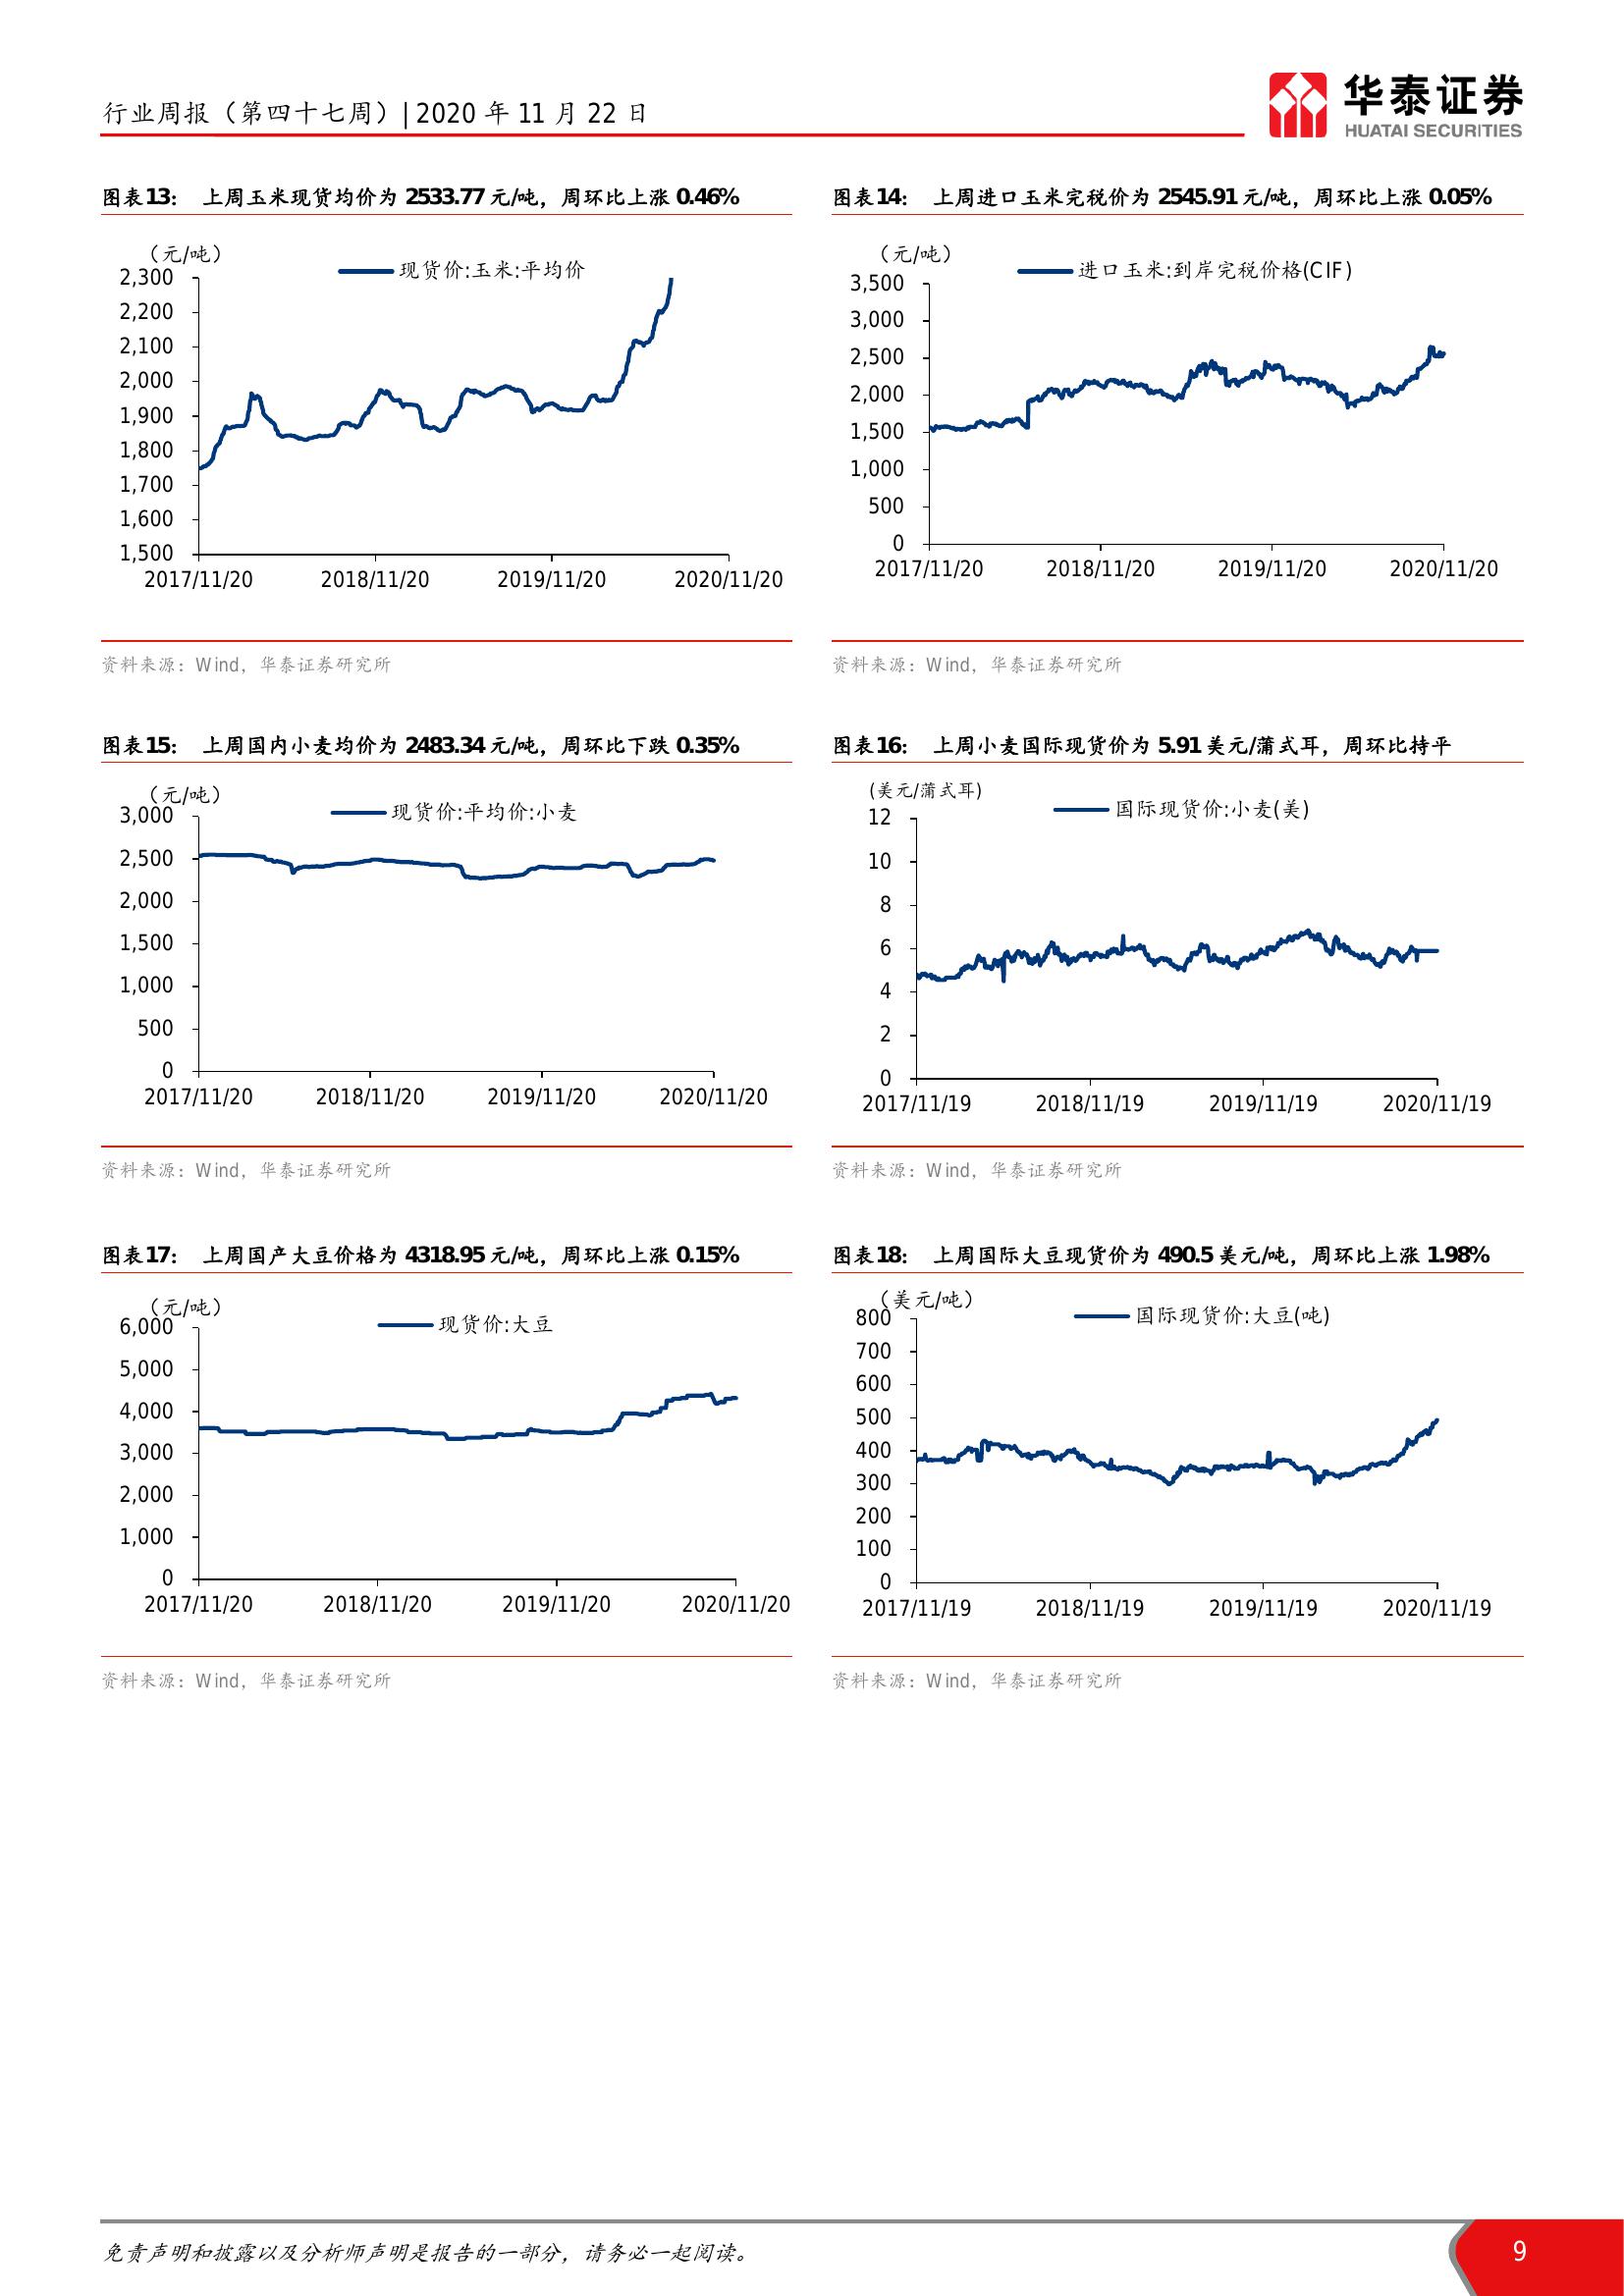 行业周报（第四十七周）| 2020 年 11 月 22 日
华泰证券
HUATAI SECURITIES
图表13： 上周玉米现货均价为 2533.77 元/吨，周环比上涨 0.46%
（元/吨）
现货价:玉米:平均价
2,300
2,200
2,100
2,000
1,900
1,800
1,700
1,600
1,500
2017/11/20 2018/11/20 2019/11/20 2020/11/20
资料来源：Wind，华泰证券研究所
图表14： 上周进口玉米完税价为 2545.91 元/吨，周环比上涨 0.05%
（元/吨）
进口玉米:到岸完税价格(CIF)
3,500
3,000
2,500
2,000
1,500
1,000
500
0
2017/11/20 2018/11/20 2019/11/20 2020/11/20
资料来源：Wind，华泰证券研究所
图表15： 上周国内小麦均价为 2483.34 元/吨，周环比下跌 0.35%
（元/吨）
现货价:平均价:小麦
3,000
2,500
2,000
1,500
1,000
500
0
2017/11/20 2018/11/20 2019/11/20 2020/11/20
资料来源：Wind，华泰证券研究所
图表16： 上周小麦国际现货价为 5.91 美元/蒲式耳，周环比持平
(美元/蒲式耳)
国际现货价:小麦(美)
12
10
8
6
4
2
0
2017/11/19 2018/11/19 2019/11/19 2020/11/19
资料来源：Wind，华泰证券研究所
图表17： 上周国产大豆价格为 4318.95 元/吨，周环比上涨 0.15%
（元/吨）
现货价:大豆
6,000
5,000
4,000
3,000
2,000
1,000
0
2017/11/20 2018/11/20 2019/11/20 2020/11/20
资料来源：Wind，华泰证券研究所
图表18： 上周国际大豆现货价为 490.5 美元/吨，周环比上涨 1.98%
（美元/吨）
国际现货价:大豆(吨)
800
700
600
500
400
300
200
100
0
2017/11/19 2018/11/19 2019/11/19 2020/11/19
资料来源：Wind，华泰证券研究所
免责声明和披露以及分析师声明是报告的一部分，请务必一起阅读。
9